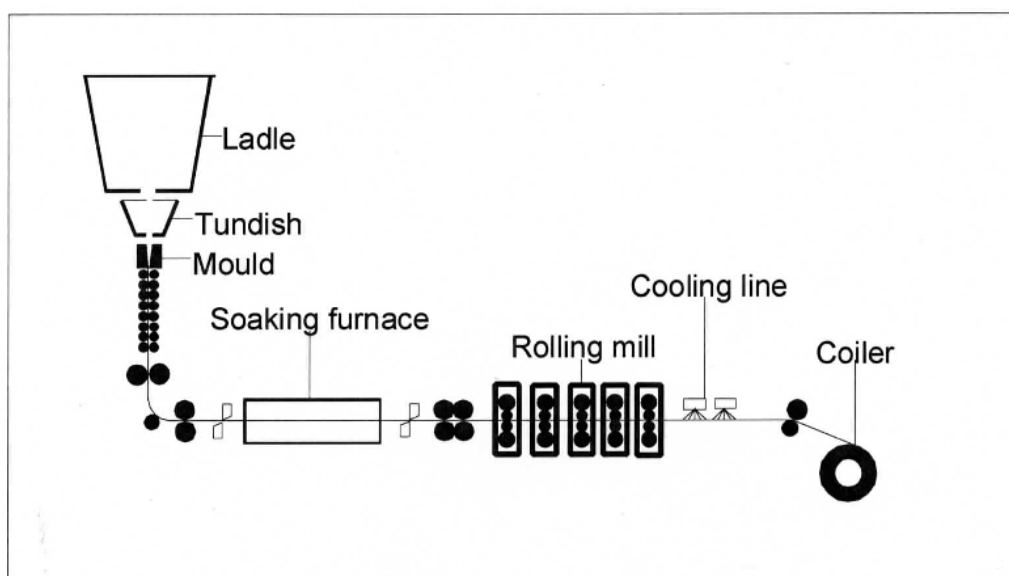 Ladle
Tundish
Mould
Soaking furnace
Rolling mill
Cooling line
Coiler